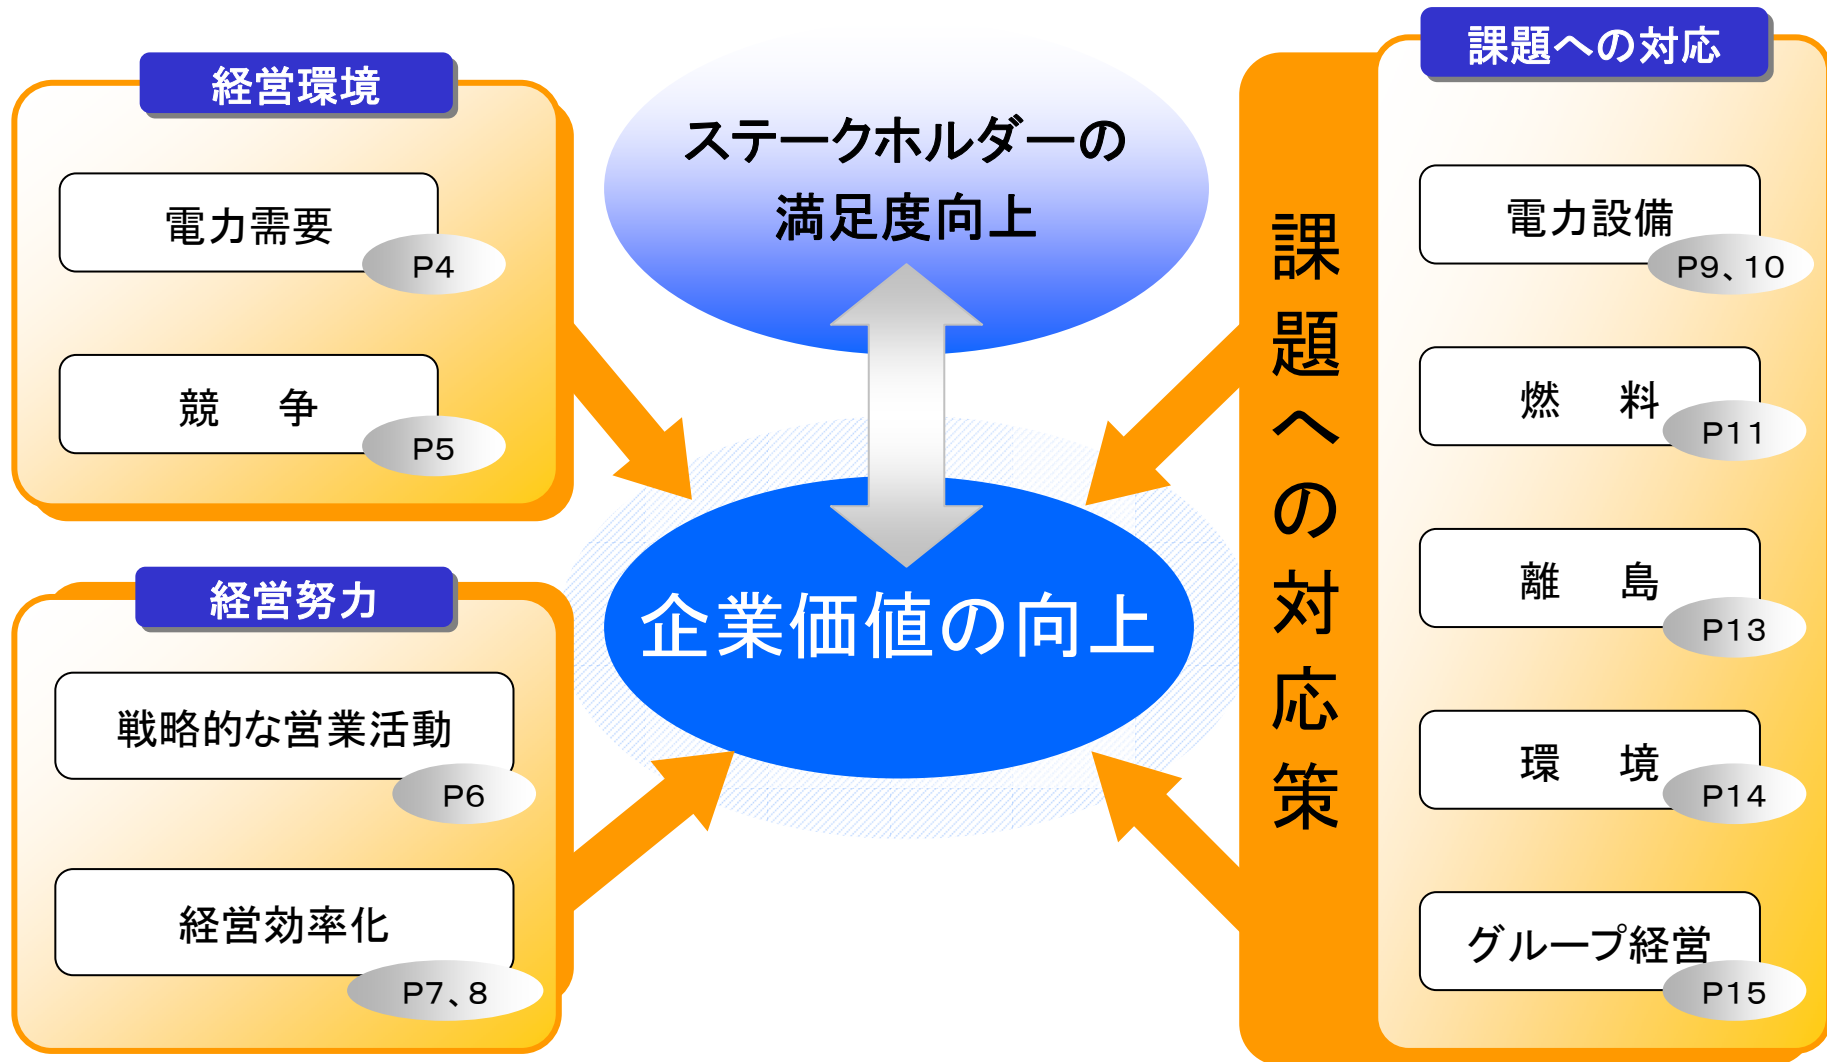 経営環境
電力需要
P4
競　争
P5
経営努力
戦略的な営業活動
P6
経営効率化
P7、8
ステークホルダーの
満足度向上
企業価値の向上
課題への対応策
課題への対応
電力設備
P9、10
燃　料
P11
離　島
P13
環　境
P14
グループ経営
P15